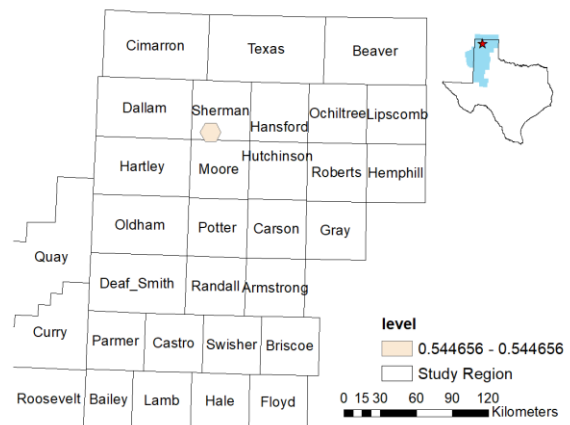 Cimarron Texas Beaver
Dallam Sherman Ochiltree Lipscomb
Hansford
Hartley Moore Hutchinson Roberts Hemphill
Oldham Potter Carson Gray
Quay
Deaf_Smith Randall Armstrong
Curry Parmer Castro Swisher Briscoe
Roosevelt Bailey Lamb Hale Floyd
level
0.544656 - 0.544656
Study Region
0 15 30 60 90 120
Kilometers